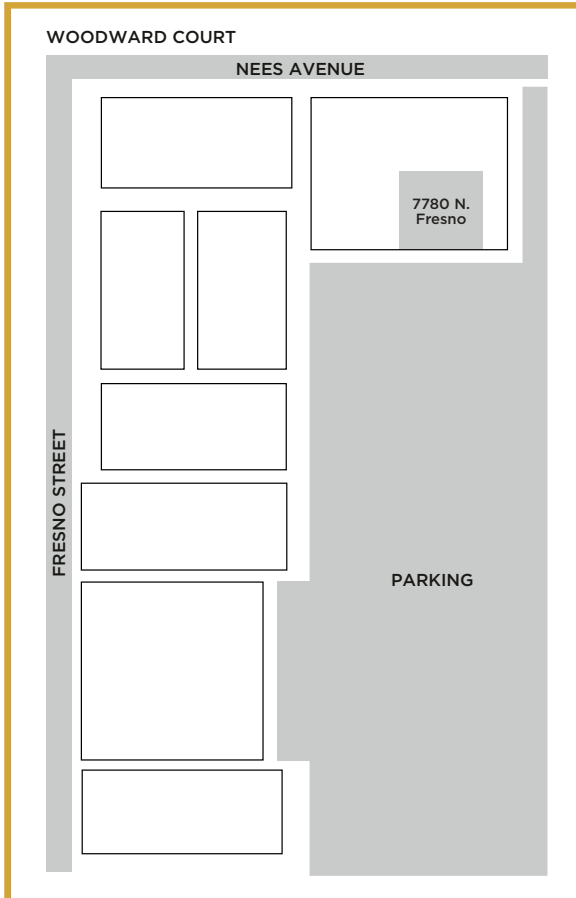 WOODWARD COURT
NEES AVENUE
7780 N.
Fresno
FRESNO STREET
PARKING